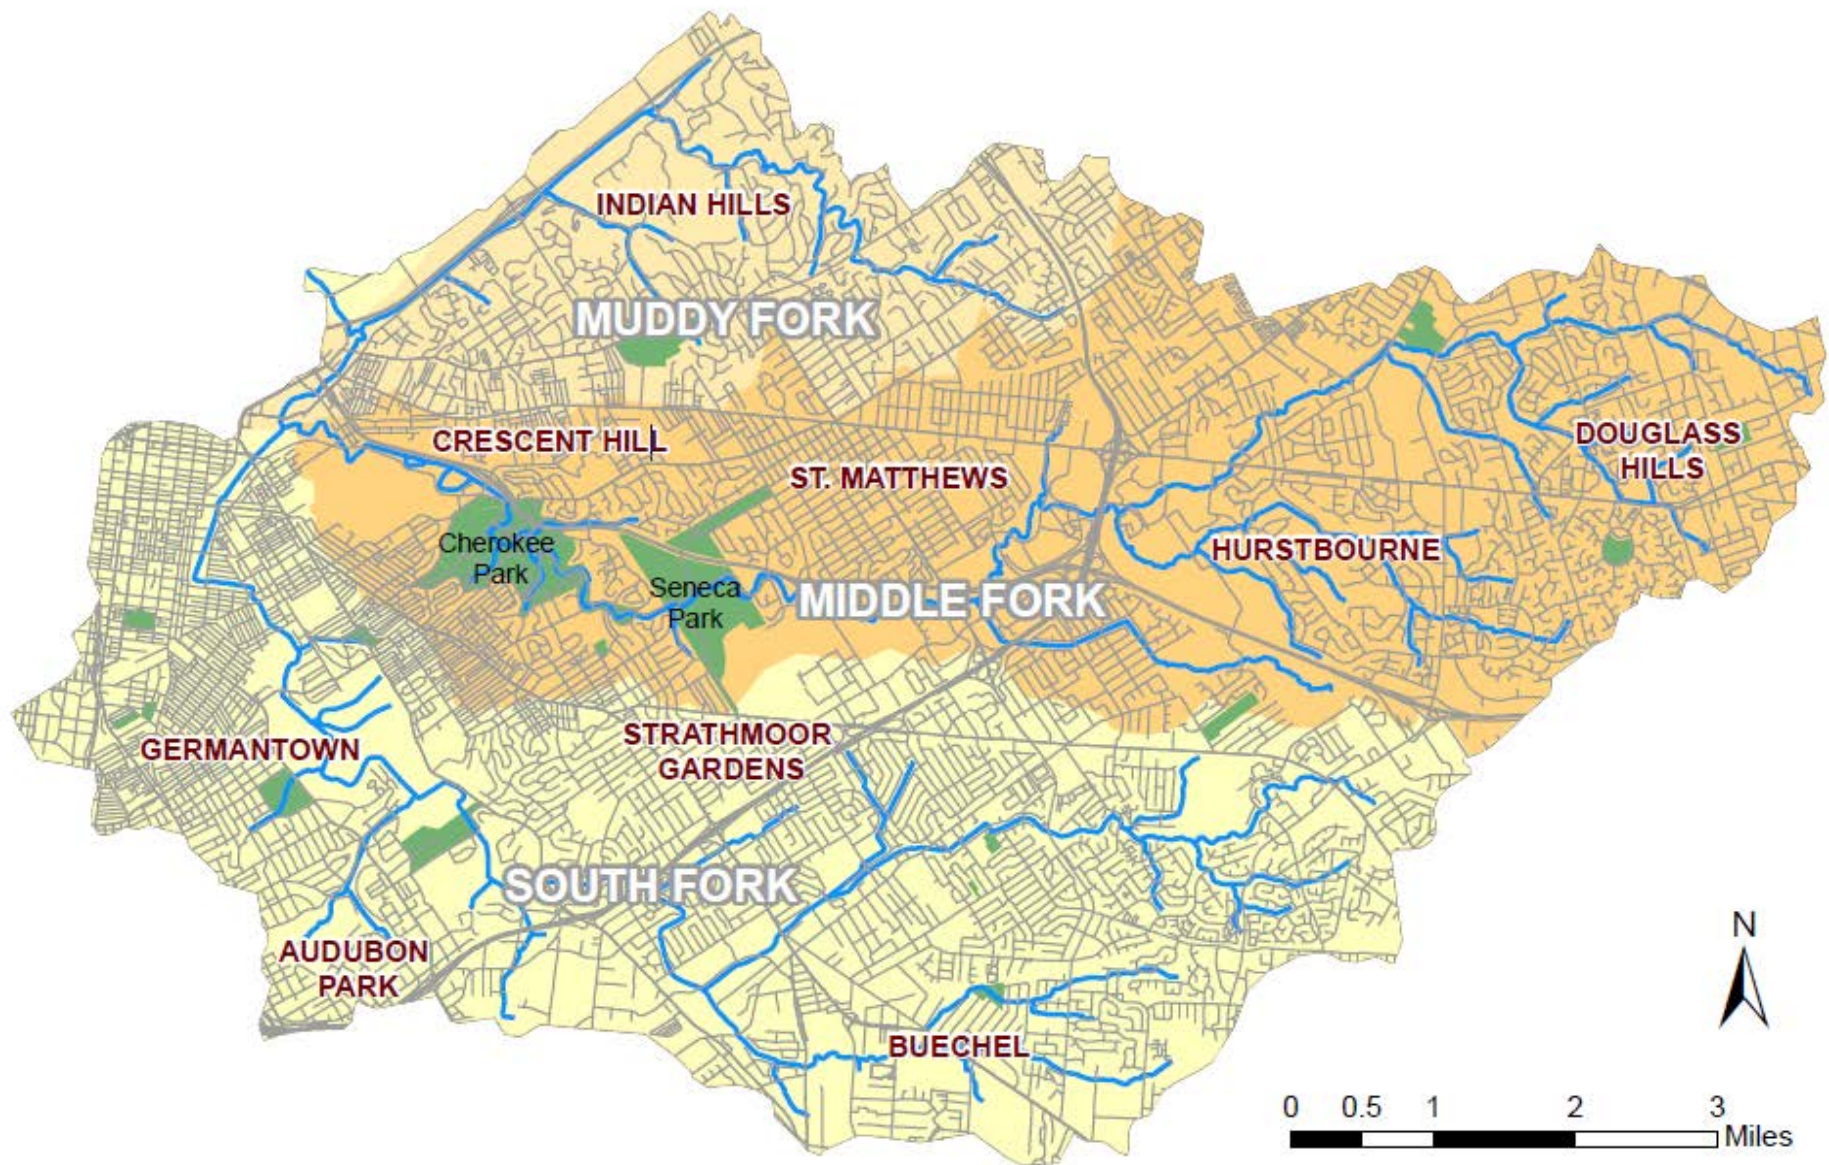 INDIAN HILLS
MUDDY FORK
CRESCENT HILL
ST. MATTHEWS
DOUGLASS
HILLS
Cherokee
Park
HURSTBOURNE
Seneca
Park
MIDDLE FORK
STRATHMOOR
GARDENS
GERMANTOWN
SOUTH FORK
AUDUBON
PARK
BUECHEL
N
0 0.5 1 2 3
Miles